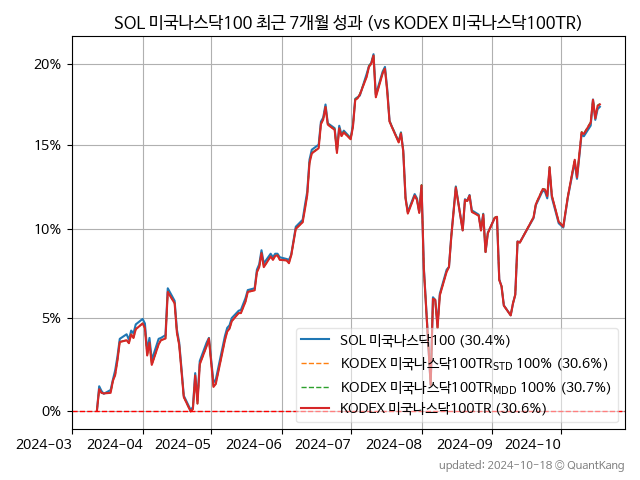 SOL 미국나스닥100 최근 7개월 성과 (vs KODEX 미국나스닥100TR)
20%
15%
10%
5%
0%
SOL 미국나스닥100 (30.4%)
KODEX 미국나스닥100TR_STD 100% (30.6%)
KODEX 미국나스닥100TR_MDD 100% (30.7%)
KODEX 미국나스닥100TR (30.6%)
2024-03 2024-04 2024-05 2024-06 2024-07 2024-08 2024-09 2024-10
updated: 2024-10-18 © QuantKang